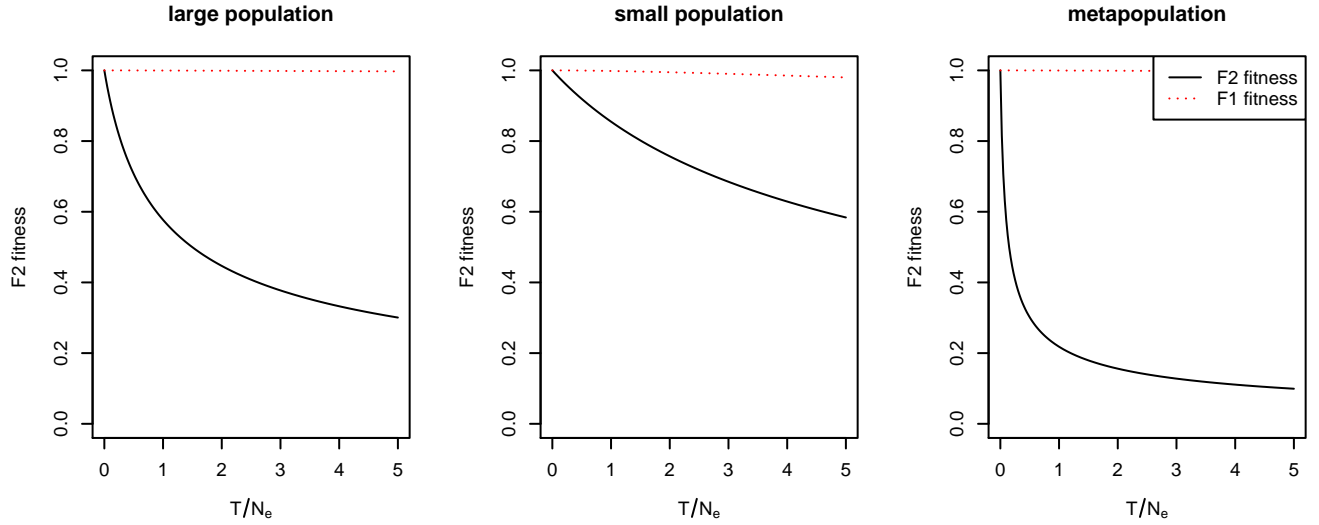 large population
F2 fitness
0.0 0.2 0.4 0.6 0.8 1.0
0 1 2 3 4 5
T/Ne
small population
F2 fitness
0.0 0.2 0.4 0.6 0.8 1.0
0 1 2 3 4 5
T/Ne
metapopulation
F2 fitness
0.0 0.2 0.4 0.6 0.8 1.0
F2 fitness
F1 fitness
0 1 2 3 4 5
T/Ne